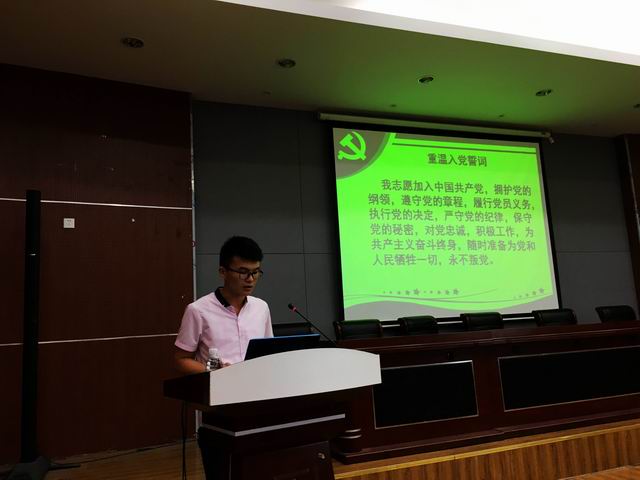 重温入党誓词
我志愿加入中国共产党，拥护党的
纲领，遵守党的章程，履行党员义务，
执行党的决定，严守党的纪律，保守
党的秘密，对党忠诚，积极工作，为
共产主义奋斗终身，随时准备为党和
人民牺牲一切，永不叛党。